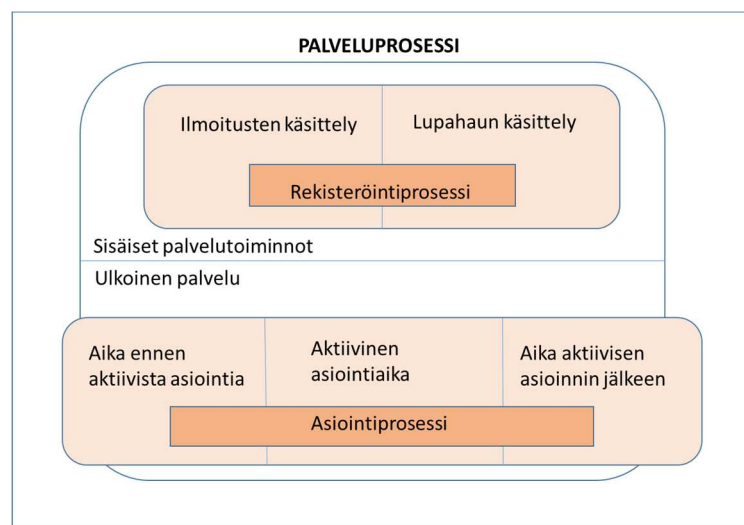 PALVELUPROSESSI
Ilmoitusten käsittely
Lupahaun käsittely
Rekisteröintiprosessi
Sisäiset palvelutoiminnot
Ulkoinen palvelu
Aika ennen
aktiivista asiointia
Aktiivinen
asiointiaika
Aika aktiivisen
asioinnin jälkeen
Asiointiprosessi